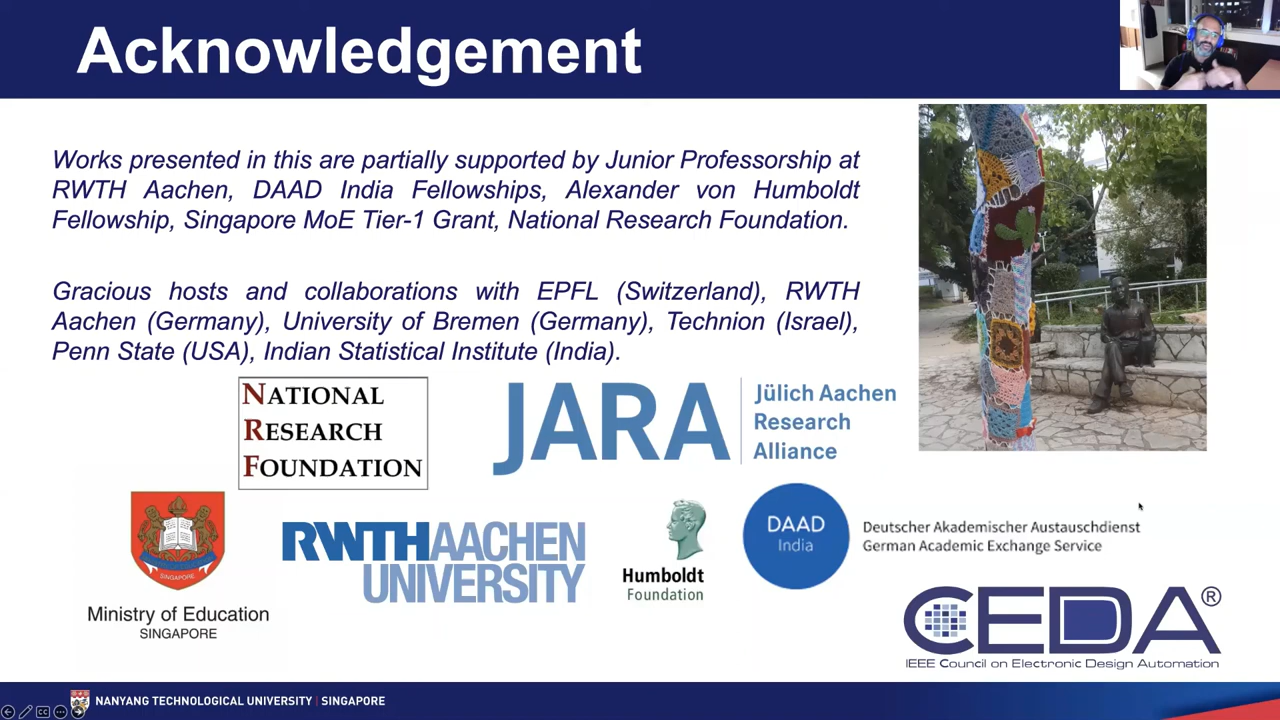 Acknowledgement
Works presented in this are partially supported by Junior Professorship at
RWTH Aachen, DAAD India Fellowships, Alexander von Humboldt
Fellowship, Singapore MoE Tier-1 Grant, National Research Foundation.
Gracious hosts and collaborations with EPFL (Switzerland), RWTH
Aachen (Germany), University of Bremen (Germany), Technion (Israel),
Penn State (USA), Indian Statistical Institute (India).
NATIONAL
RESEARCH
FOUNDATION
JARA
Jülich Aachen
Research
Alliance
SINGAPORE
Ministry of Education
SINGAPORE
RWTHAACHEN
UNIVERSITY
Humboldt
Foundation
DAAD
India
Deutscher Akademischer Austauschdienst
German Academic Exchange Service
CEDA®
IEEE Council on Electronic Design Automation
NANYANG TECHNOLOGICAL UNIVERSITY | SINGAPORE